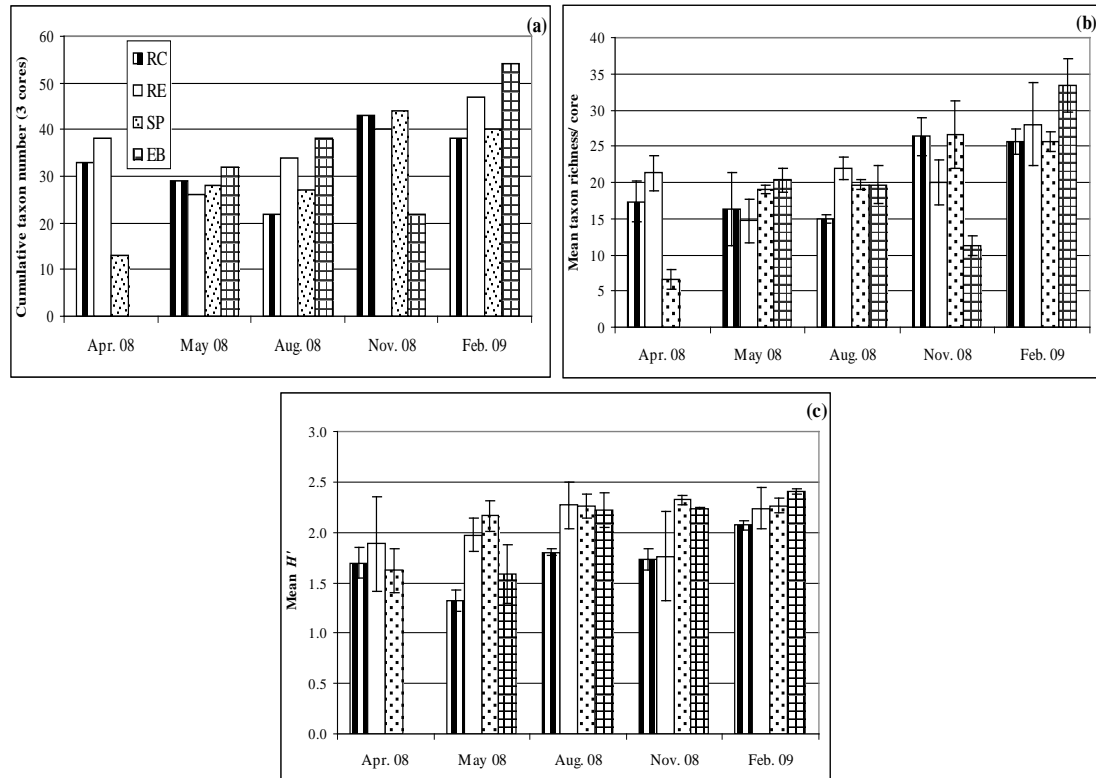 (a)
Cumulative taxon number (3 cores)
60
50
40
30
20
10
0
RC
RE
SP
EB
Apr. 08 May 08 Aug. 08 Nov. 08 Feb. 09
(b)
Mean taxon richness/ core
40
35
30
25
20
15
10
5
0
Apr. 08 May 08 Aug. 08 Nov. 08 Feb. 09
(c)
Mean H'
3.0
2.5
2.0
1.5
1.0
0.5
0.0
Apr. 08 May 08 Aug. 08 Nov. 08 Feb. 09